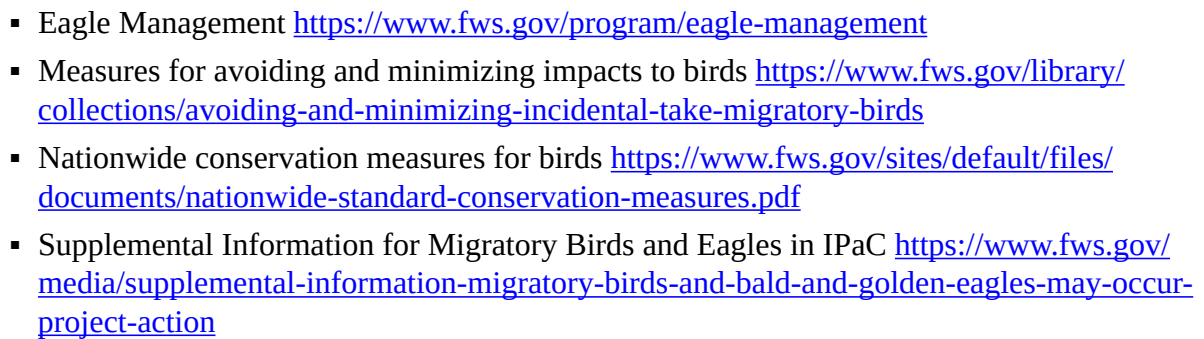 ▪ Eagle Management https://www.fws.gov/program/eagle-management
▪ Measures for avoiding and minimizing impacts to birds https://www.fws.gov/library/
collections/avoiding-and-minimizing-incidental-take-migratory-birds
▪ Nationwide conservation measures for birds https://www.fws.gov/sites/default/files/
documents/nationwide-standard-conservation-measures.pdf
▪ Supplemental Information for Migratory Birds and Eagles in IPaC https://www.fws.gov/
media/supplemental-information-migratory-birds-and-bald-and-golden-eagles-may-occur-
project-action